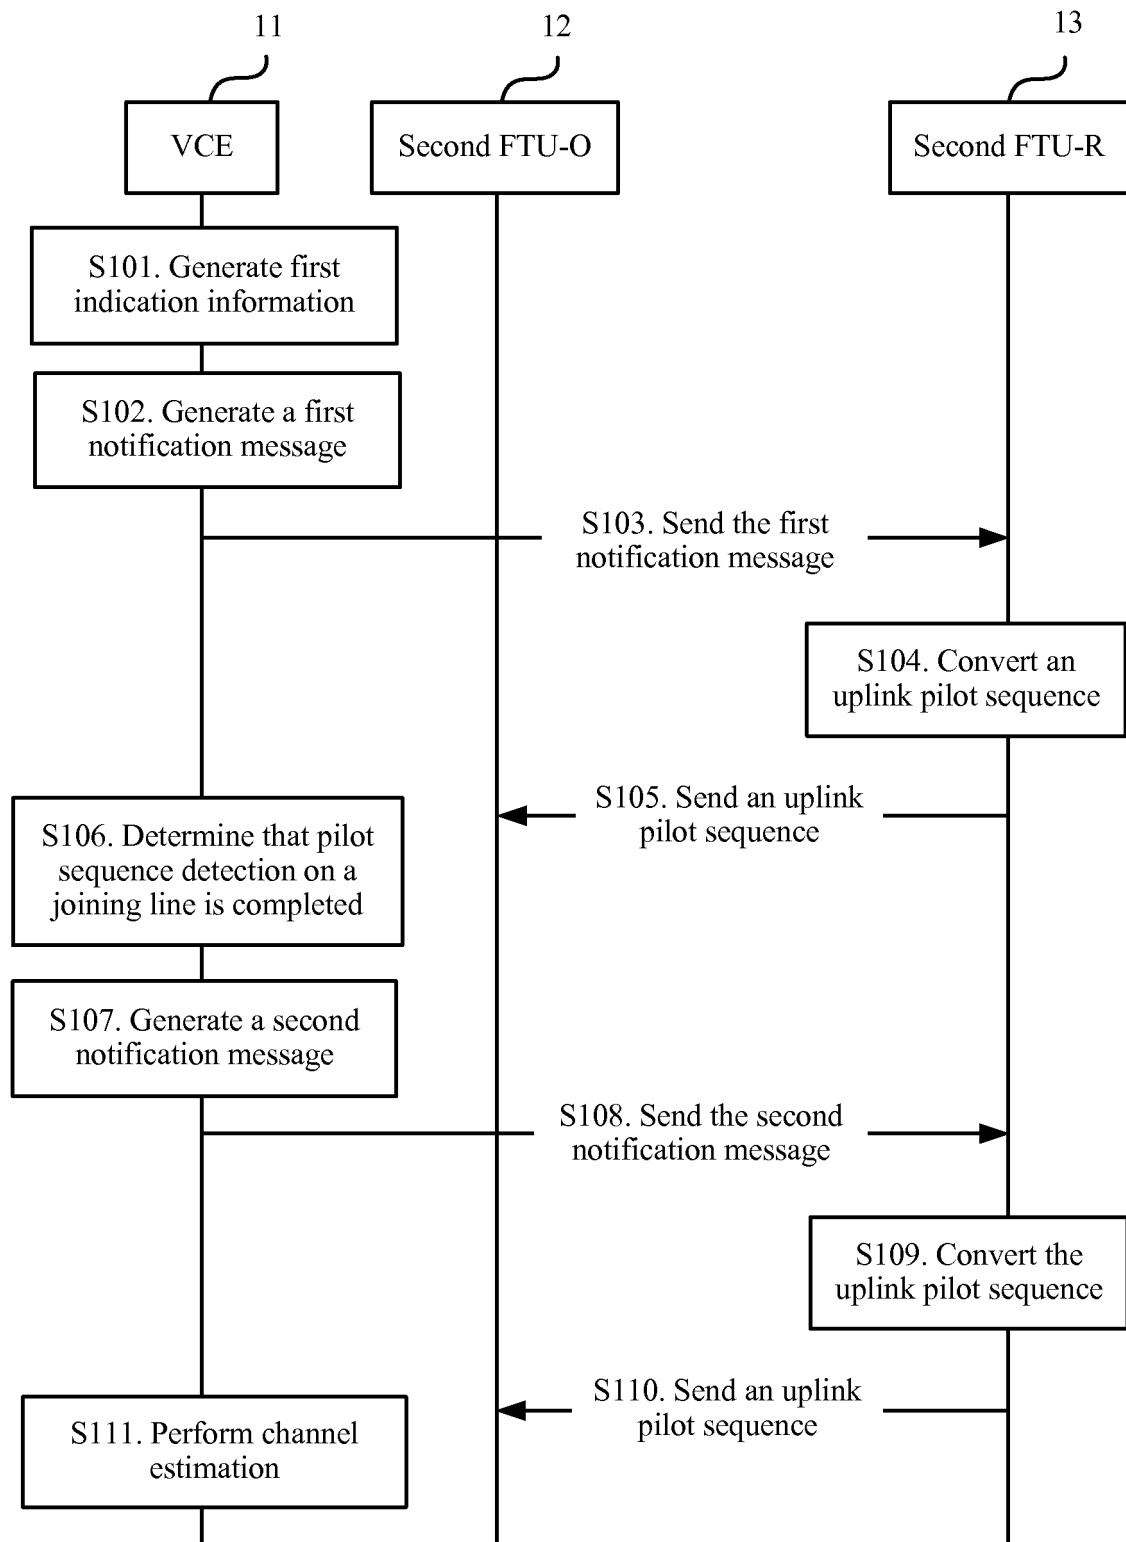 11
12
13
VCE
Second FTU-O
Second FTU-R
S101. Generate first
indication information
S102. Generate a first
notification message
S103. Send the first
notification message
S104. Convert an
uplink pilot sequence
S105. Send an uplink
pilot sequence
S106. Determine that pilot
sequence detection on a
joining line is completed
S107. Generate a second
notification message
S108. Send the second
notification message
S109. Convert the
uplink pilot sequence
S110. Send an uplink
pilot sequence
S111. Perform channel
estimation